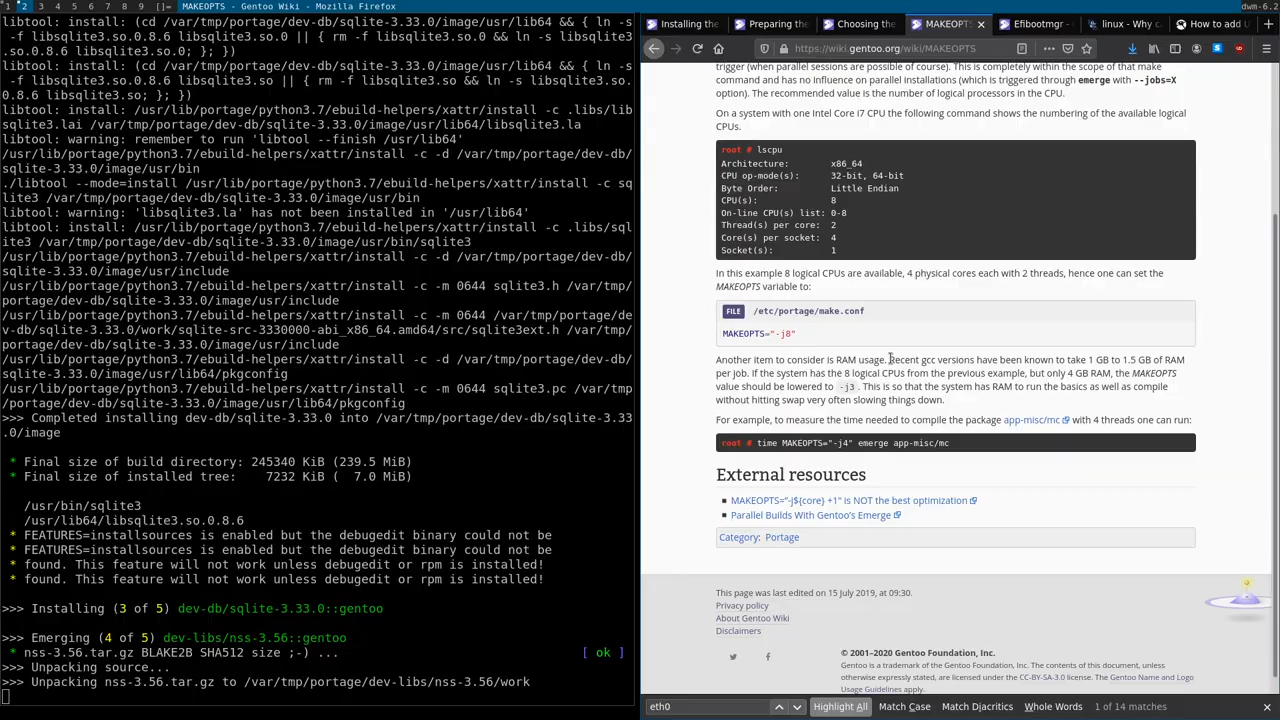 1 2 3 4 5 6 7 8 9 []= MAKEOPTS - Gentoo Wiki - Mozilla Firefox
dwm-6.2
libtool: install: (cd /var/tmp/portage/dev-db/sqlite-3.33.0/image/usr/lib64 && { ln -s
-f libsqlite3.so.0.8.6 libsqlite3.so.0 || { rm -f libsqlite3.so.0 && ln -s libsqlite3.
so.0.8.6 libsqlite3.so.0; }; })
libtool: install: (cd /var/tmp/portage/dev-db/sqlite-3.33.0/image/usr/lib64 && { ln -s
-f libsqlite3.so.0.8.6 libsqlite3.so || { rm -f libsqlite3.so && ln -s libsqlite3.so.
0.8.6 libsqlite3.so; }; })
libtool: install: /usr/lib/portage/python3.7/ebuild-helpers/xattr/install -c .libs/lib
sqlite3.lai /var/tmp/portage/dev-db/sqlite-3.33.0/image/usr/lib64/libsqlite3.la
libtool: warning: remember to run 'libtool --finish /usr/lib64'
/usr/lib/portage/python3.7/ebuild-helpers/xattr/install -c -d /var/tmp/portage/dev-db/
sqlite-3.33.0/image/usr/bin
./libtool --mode=install /usr/lib/portage/python3.7/ebuild-helpers/xattr/install -c sq
lite3 /var/tmp/portage/dev-db/sqlite-3.33.0/image/usr/bin
libtool: warning: 'libsqlite3.la' has not been installed in '/usr/lib64'
libtool: install: /usr/lib/portage/python3.7/ebuild-helpers/xattr/install -c .libs/sql
ite3 /var/tmp/portage/dev-db/sqlite-3.33.0/image/usr/bin/sqlite3
/usr/lib/portage/python3.7/ebuild-helpers/xattr/install -c -d /var/tmp/portage/dev-db/
sqlite-3.33.0/image/usr/include
/usr/lib/portage/python3.7/ebuild-helpers/xattr/install -c -m 0644 sqlite3.h /var/tmp/
portage/dev-db/sqlite-3.33.0/image/usr/include
/usr/lib/portage/python3.7/ebuild-helpers/xattr/install -c -m 0644 /var/tmp/portage/de
v-db/sqlite-3.33.0/work/sqlite-src-3330000-abi_x86_64.amd64/src/sqlite3ext.h /var/tmp/
portage/dev-db/sqlite-3.33.0/image/usr/include
/usr/lib/portage/python3.7/ebuild-helpers/xattr/install -c -d /var/tmp/portage/dev-db/
sqlite-3.33.0/image/usr/lib64/pkgconfig
/usr/lib/portage/python3.7/ebuild-helpers/xattr/install -c -m 0644 sqlite3.pc /var/tmp
/portage/dev-db/sqlite-3.33.0/image/usr/lib64/pkgconfig
>>> Completed installing dev-db/sqlite-3.33.0 into /var/tmp/portage/dev-db/sqlite-3.33
.0/image
* Final size of build directory: 245340 KiB (239.5 MiB)
* Final size of installed tree: 7232 KiB ( 7.0 MiB)
/usr/bin/sqlite3
/usr/lib64/libsqlite3.so.0.8.6
* FEATURES=installsources is enabled but the debugedit binary could not be
* FEATURES=installsources is enabled but the debugedit binary could not be
* found. This feature will not work unless debugedit or rpm is installed!
* found. This feature will not work unless debugedit or rpm is installed!
>>> Installing (3 of 5) dev-db/sqlite-3.33.0::gentoo
>>> Emerging (4 of 5) dev-libs/nss-3.56::gentoo
* nss-3.56.tar.gz BLAKE2B SHA512 size ;-) ... [ ok ]
>>> Unpacking source...
>>> Unpacking nss-3.56.tar.gz to /var/tmp/portage/dev-libs/nss-3.56/work
Installing the Preparing the Choosing the MAKEOPTS Efibootmgr - linux - Why c How to add U
https://wiki.gentoo.org/wiki/MAKEOPTS
trigger (when parallel sessions are possible of course). This is completely within the scope of that make
command and has no influence on parallel installations (which is triggered through emerge with --jobs=X
option). The recommended value is the number of logical processors in the CPU.
On a system with one Intel Core i7 CPU the following command shows the numbering of the available logical
CPUs.
root # lscpu
Architecture: x86_64
CPU op-mode(s): 32-bit, 64-bit
Byte Order: Little Endian
CPU(s): 8
On-line CPU(s) list: 0-8
Thread(s) per core: 2
Core(s) per socket: 4
Socket(s): 1
In this example 8 logical CPUs are available, 4 physical cores each with 2 threads, hence one can set the
MAKEOPTS variable to:
FILE /etc/portage/make.conf
MAKEOPTS="-j8"
Another item to consider is RAM usage. Recent gcc versions have been known to take 1 GB to 1.5 GB of RAM
per job. If the system has the 8 logical CPUs from the previous example, but only 4 GB RAM, the MAKEOPTS
value should be lowered to -j3 . This is so that the system has RAM to run the basics as well as compile
without hitting swap very often slowing things down.
For example, to measure the time needed to compile the package app-misc/mc with 4 threads one can run:
root # time MAKEOPTS="-j4" emerge app-misc/mc
External resources
MAKEOPTS="-j${core} +1" is NOT the best optimization
Parallel Builds With Gentoo's Emerge
Category: Portage
This page was last edited on 15 July 2019, at 09:30.
Privacy policy
About Gentoo Wiki
Disclaimers
© 2001–2020 Gentoo Foundation, Inc.
Gentoo is a trademark of the Gentoo Foundation, Inc. The contents of this document, unless
otherwise expressly stated, are licensed under the CC-BY-SA-3.0 license. The Gentoo Name and Logo
Usage Guidelines apply.
eth0 Highlight All Match Case Match Diacritics Whole Words 1 of 14 matches